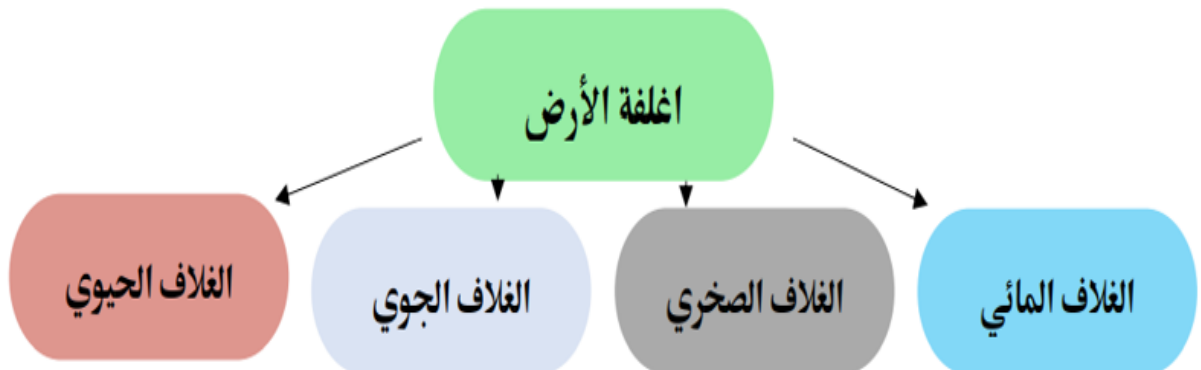 اغلفة الأرض
الغلاف المائي
الغلاف الصخري
الغلاف الجوي
الغلاف الحيوي